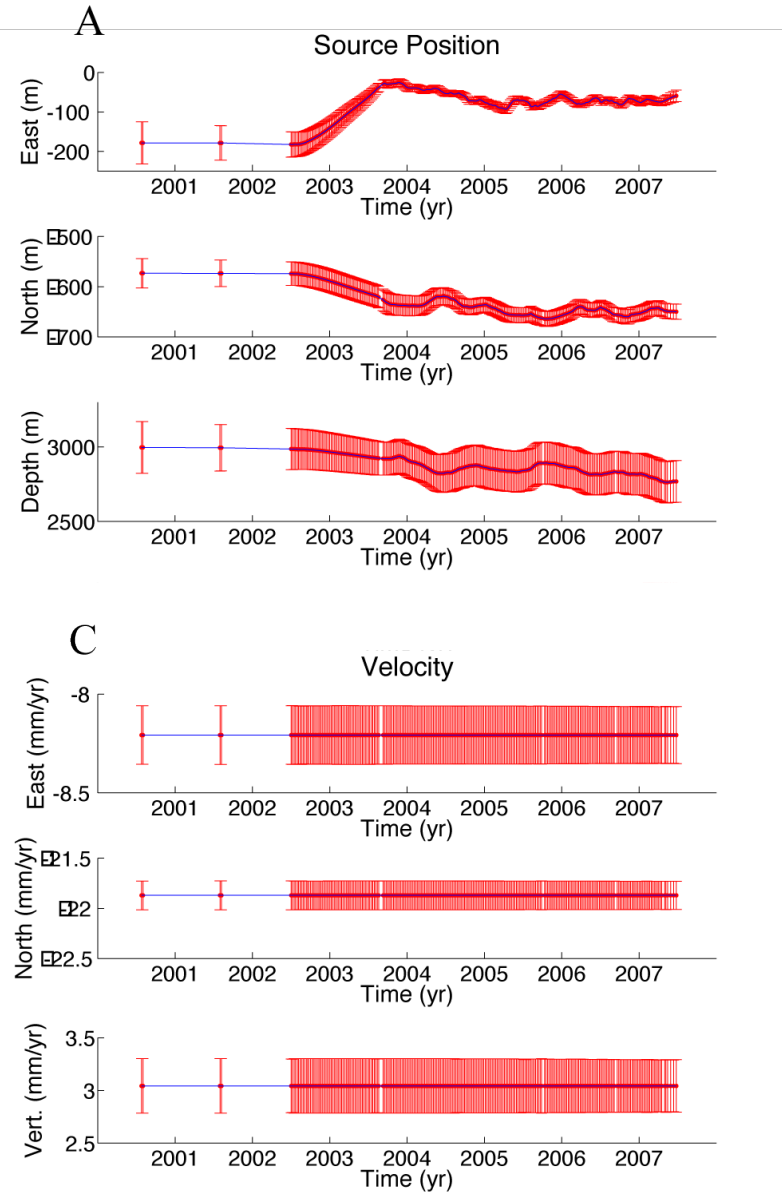 A
Source Position
East (m)
0
-100
-200
2001 2002 2003 2004 2005 2006 2007
Time (yr)
North (m)
500
600
700
2001 2002 2003 2004 2005 2006 2007
Time (yr)
Depth (m)
3000
2500
2001 2002 2003 2004 2005 2006 2007
Time (yr)
C
Velocity
East (mm/yr)
-8
-8.5
2001 2002 2003 2004 2005 2006 2007
Time (yr)
North (mm/yr)
21.5
22
22.5
2001 2002 2003 2004 2005 2006 2007
Time (yr)
Vert. (mm/yr)
3.5
3
2.5
2001 2002 2003 2004 2005 2006 2007
Time (yr)